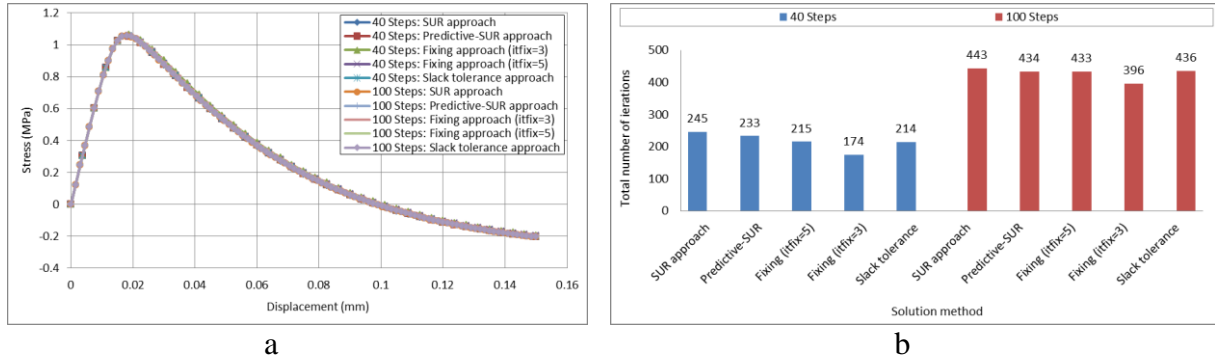 1.2
1
0.8
0.6
0.4
0.2
0
-0.2
-0.4
Stress (MPa)
0
0.02
0.04
0.06
0.08
0.1
0.12
0.14
0.16
Displacement (mm)
40 Steps: SUR approach
40 Steps: Predictive-SUR approach
40 Steps: Fixing approach (itfix=3)
40 Steps: Fixing approach (itfix=5)
40 Steps: Slack tolerance approach
100 Steps: SUR approach
100 Steps: Predictive-SUR approach
100 Steps: Fixing approach (itfix=3)
100 Steps: Fixing approach (itfix=5)
100 Steps: Slack tolerance approach
a
40 Steps
100 Steps
500
400
300
200
100
0
Total number of ierations
245
233
215
174
214
443
434
433
396
436
SUR approach
Predictive-SUR
Fixing (itfix=5)
Fixing (itfix=3)
Slack tolerance
SUR approach
Predictive-SUR
Fixing (itfix=5)
Fixing (itfix=3)
Slack tolerance
Solution method
b